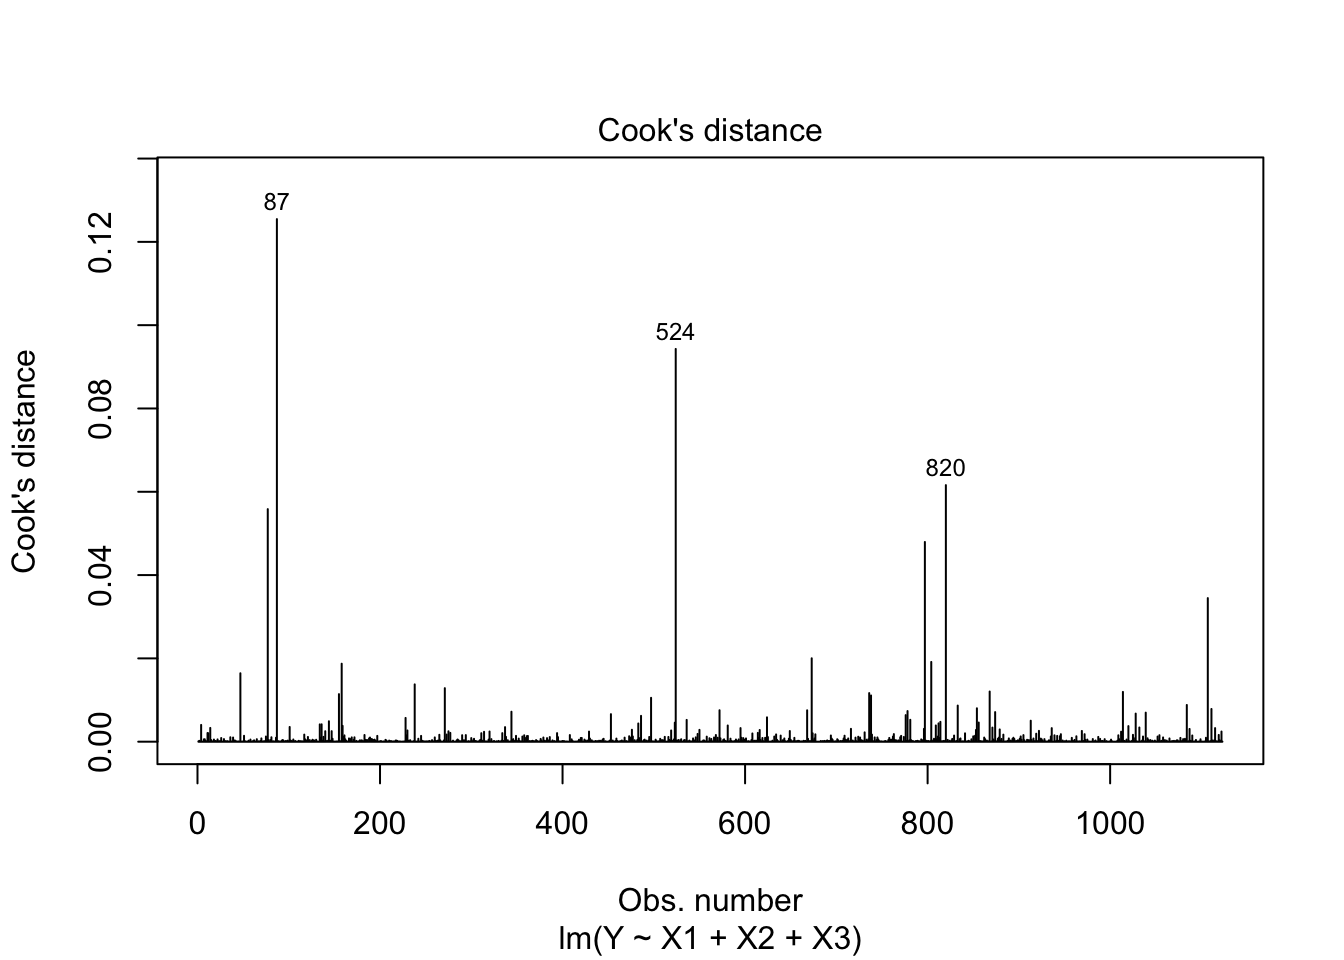 Cook's distance
87
524
820
Cook's distance
0.12
0.08
0.04
0.00
0 200 400 600 800 1000
Obs. number
lm(Y ~ X1 + X2 + X3)